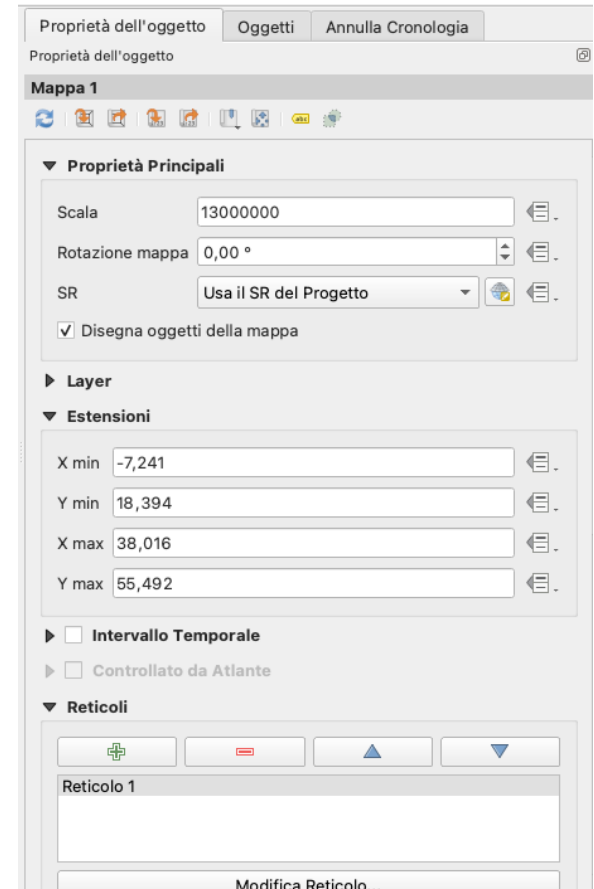 Proprietà dell'oggetto Oggetti Annulla Cronologia
Proprietà dell'oggetto
Mappa 1
abc
Proprietà Principali
Scala 13000000
Rotazione mappa 0,00 °
SR Usa il SR del Progetto
Disegna oggetti della mappa
Layer
Estensioni
X min -7,241
Y min 18,394
X max 38,016
Y max 55,492
Intervallo Temporale
Controllato da Atlante
Reticoli
Reticolo 1
Modifica Reticolo...